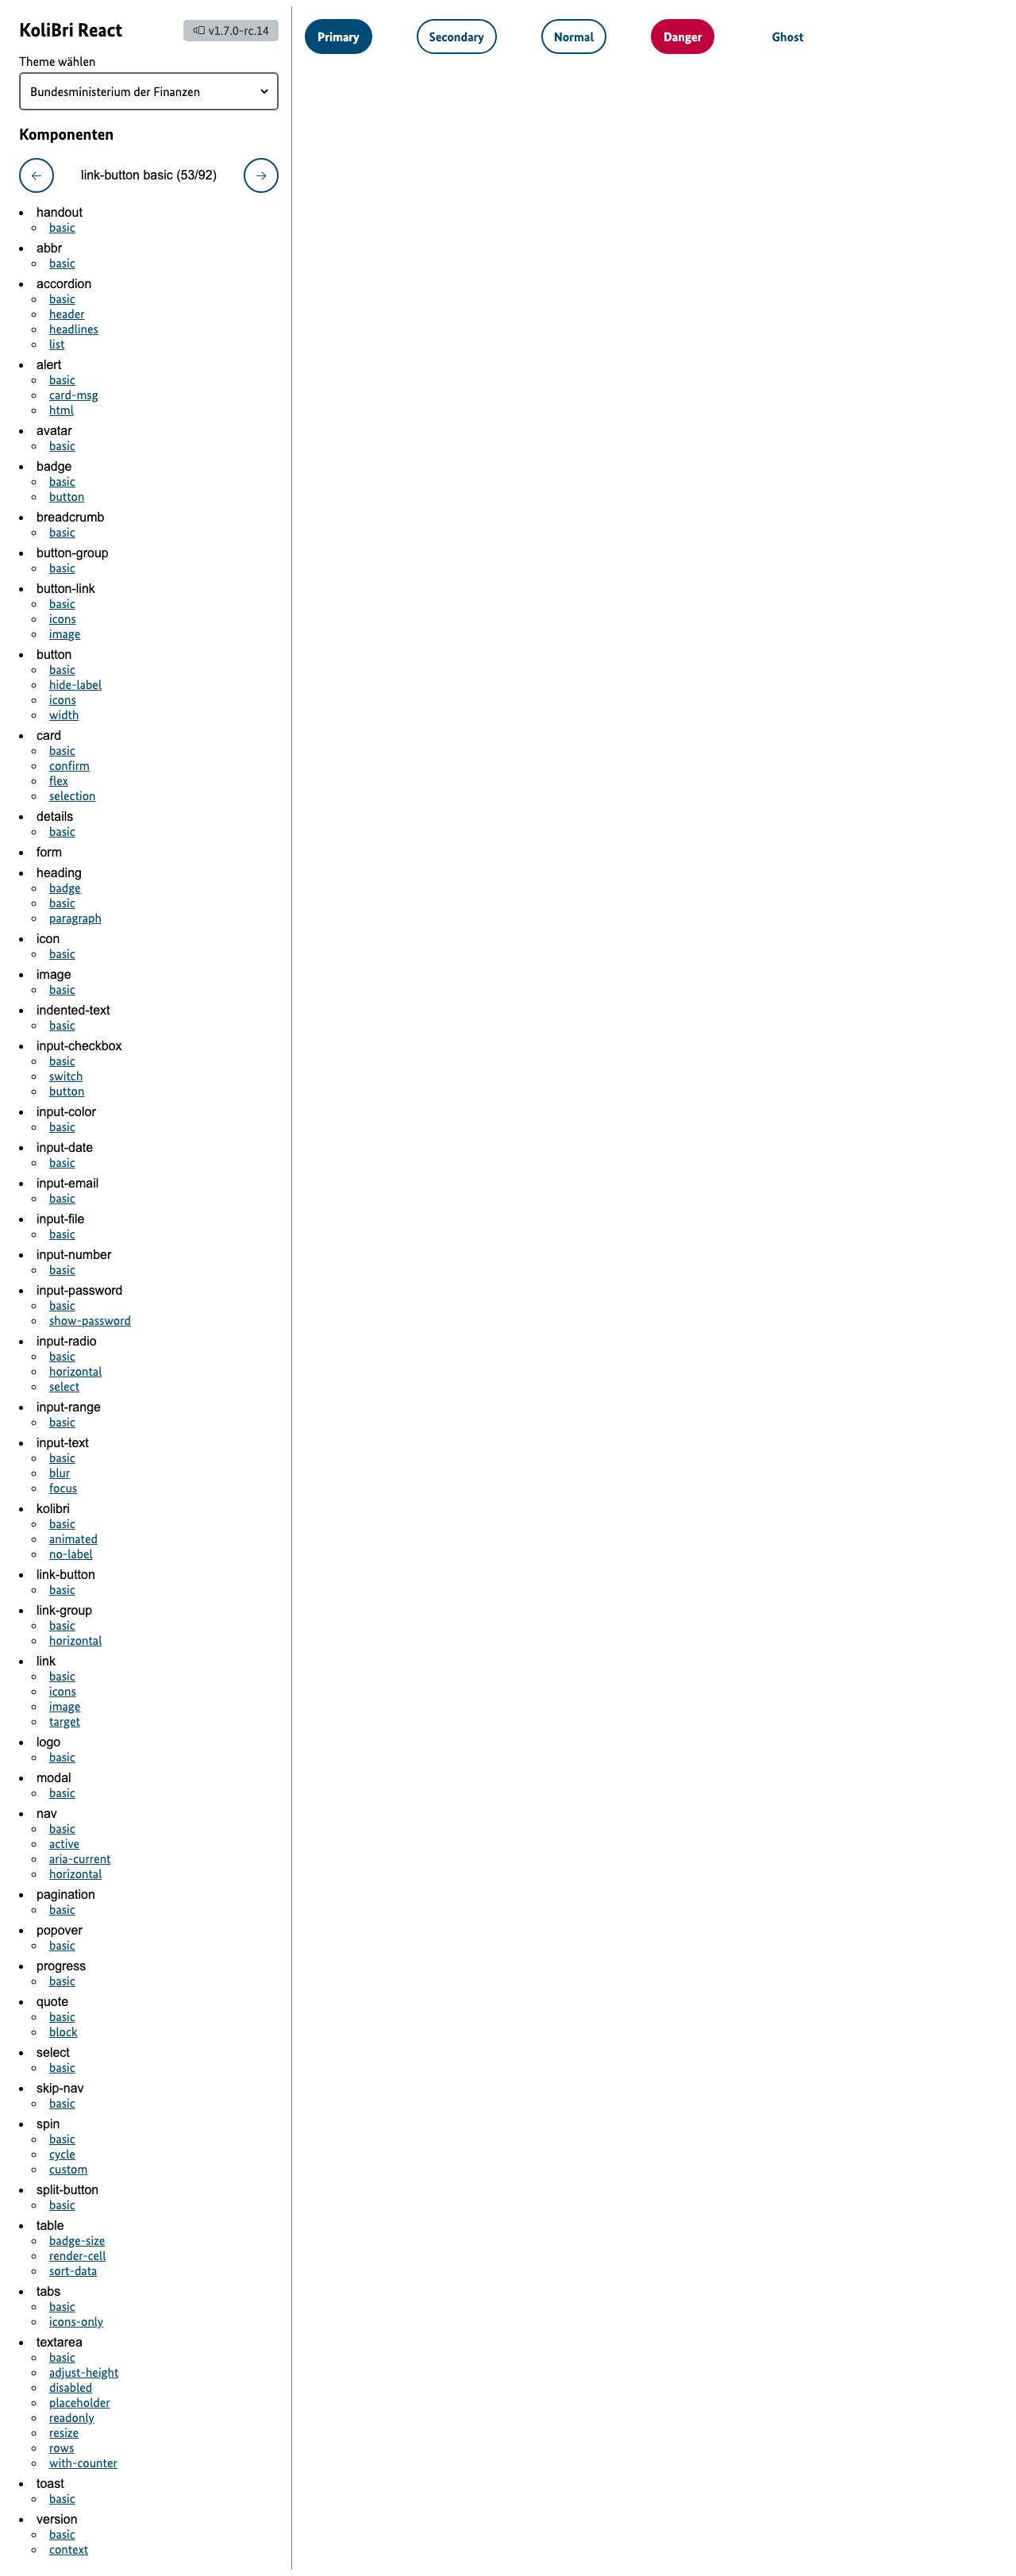 KoliBri React
v1.7.0-rc.14
Theme wählen
Bundesministerium der Finanzen
Komponenten
link-button basic (53/92)
handout
basic
abbr
basic
accordion
basic
header
headlines
list
alert
basic
card-msg
html
avatar
basic
badge
basic
button
breadcrumb
basic
button-group
basic
button-link
basic
icons
image
button
basic
hide-label
icons
width
card
basic
confirm
flex
selection
details
basic
form
heading
badge
basic
paragraph
icon
basic
image
basic
indented-text
basic
input-checkbox
basic
switch
button
input-color
basic
input-date
basic
input-email
basic
input-file
basic
input-number
basic
input-password
basic
show-password
input-radio
basic
horizontal
select
input-range
basic
input-text
basic
blur
focus
kolibri
basic
animated
no-label
link-button
basic
link-group
basic
horizontal
link
basic
icons
image
target
logo
basic
modal
basic
nav
basic
active
aria-current
horizontal
pagination
basic
popover
basic
progress
basic
quote
basic
block
select
basic
skip-nav
basic
spin
basic
cycle
custom
split-button
basic
table
badge-size
render-cell
sort-data
tabs
basic
icons-only
textarea
basic
adjust-height
disabled
placeholder
readonly
resize
rows
with-counter
toast
basic
version
basic
context
Primary
Secondary
Normal
Danger
Ghost